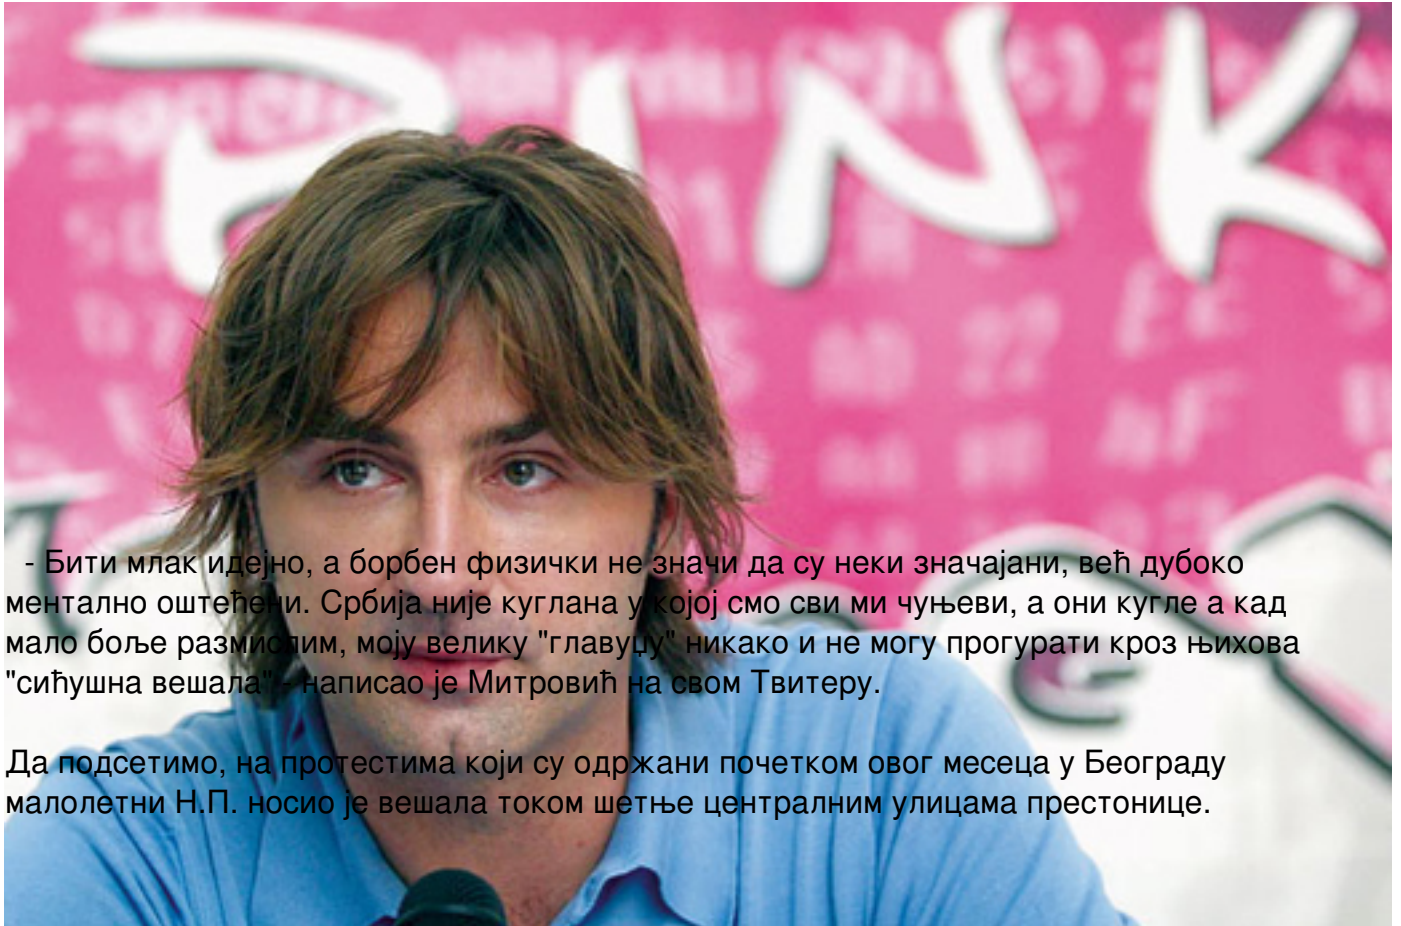 PINK
- Бити млак идејно, а борбен физички не значи да су неки значајани, већ дубоко
ментално оштећени. Србија није куглана у којој смо сви ми чуњеви, а они кугле а кад
мало боље размислим, моју велику "главуџу" никако и не могу прогурати кроз њихова
"сићушна вешала" - написао је Митровић на свом Твитеру.
Да подсетимо, на протестима који су одржани почетком овог месеца у Београду
малолетни Н.П. носио је вешала током шетње централним улицама престонице.